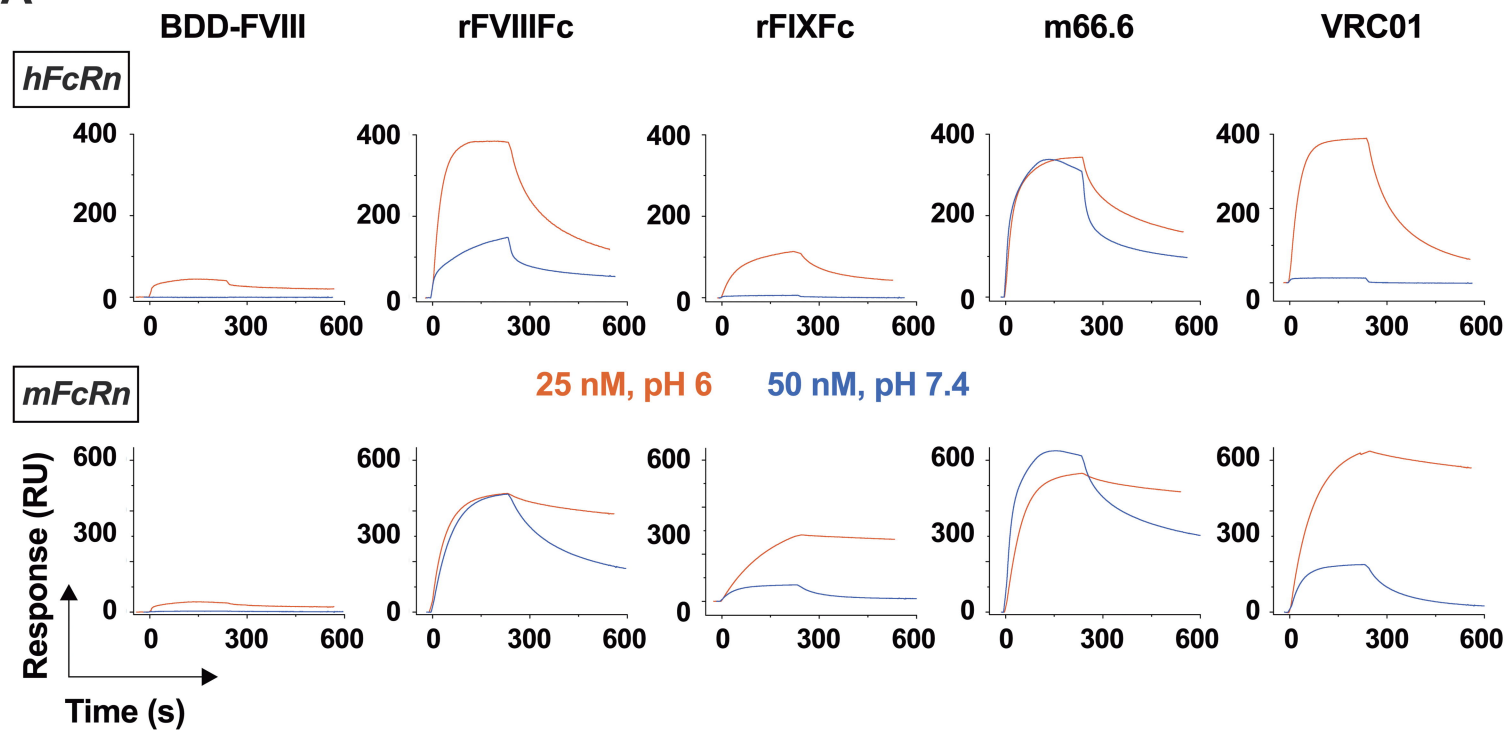 A
BDD-FVIII rFVIIIFc rFIXFc m66.6 VRC01
hFcRn
400 400 400 400 400
200 200 200 200 200
0 0 0 0 0
0 300 600 0 300 600 0 300 600 0 300 600 0 300 600
mFcRn
25 nM, pH 6 50 nM, pH 7.4
600 600 600 600 600
300 300 300 300 300
0 0 0 0 0
0 300 600 0 300 600 0 300 600 0 300 600 0 300 600
Response (RU)
Time (s)